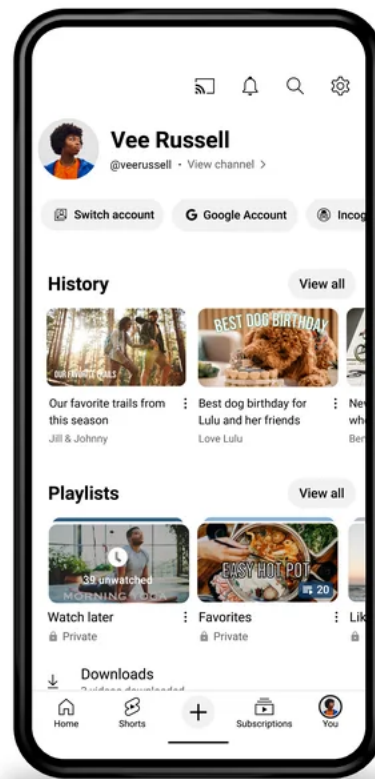 Vee Russell
@veerussell • View channel >
Switch account
G Google Account
Incog
History
View all
OUR FAVORITE TRAILS
BEST DOG BIRTHDAY
Our favorite trails from
this season
Jill & Johnny
Best dog birthday for
Lulu and her friends
Love Lulu
Playlists
View all
39 unwatched
MORNING YOGA
EASY HOT POT
20
Watch later
Private
Favorites
Private
Lik
Downloads
Home
Shorts
Subscriptions
You